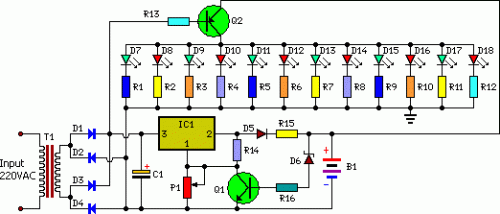 R13
Q2
D7 D8 D9 D10 D11 D12 D13 D14 D15 D16 D17 D18
R1 R2 R3 R4 R5 R6 R7 R8 R9 R10 R11 R12
T1
D1
IC1
3
2
1
D5
R15
D2
R14
D6
Input
220VAC
C1
+
+
B1
-
D3
P1
Q1
R16
D4